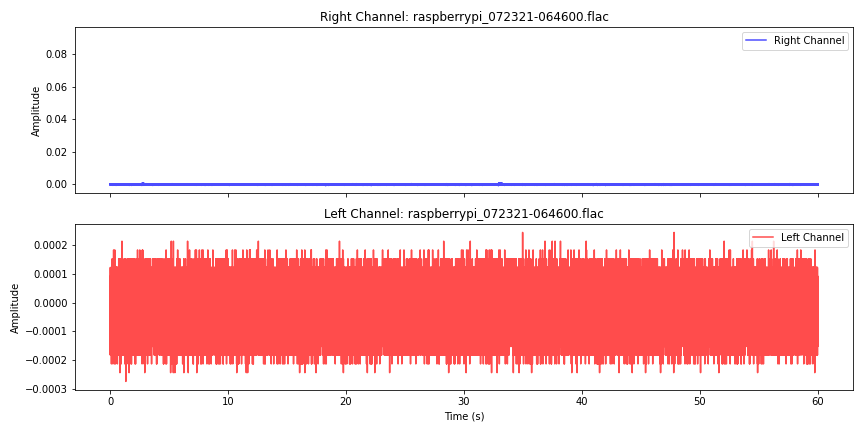 Right Channel: raspberrypi_072321-064600.flac
Right Channel
0.08
0.06
0.04
0.02
0.00
Amplitude
Left Channel: raspberrypi_072321-064600.flac
Left Channel
0.0002
0.0001
0.0000
−0.0001
−0.0002
−0.0003
Amplitude
0 10 20 30 40 50 60
Time (s)